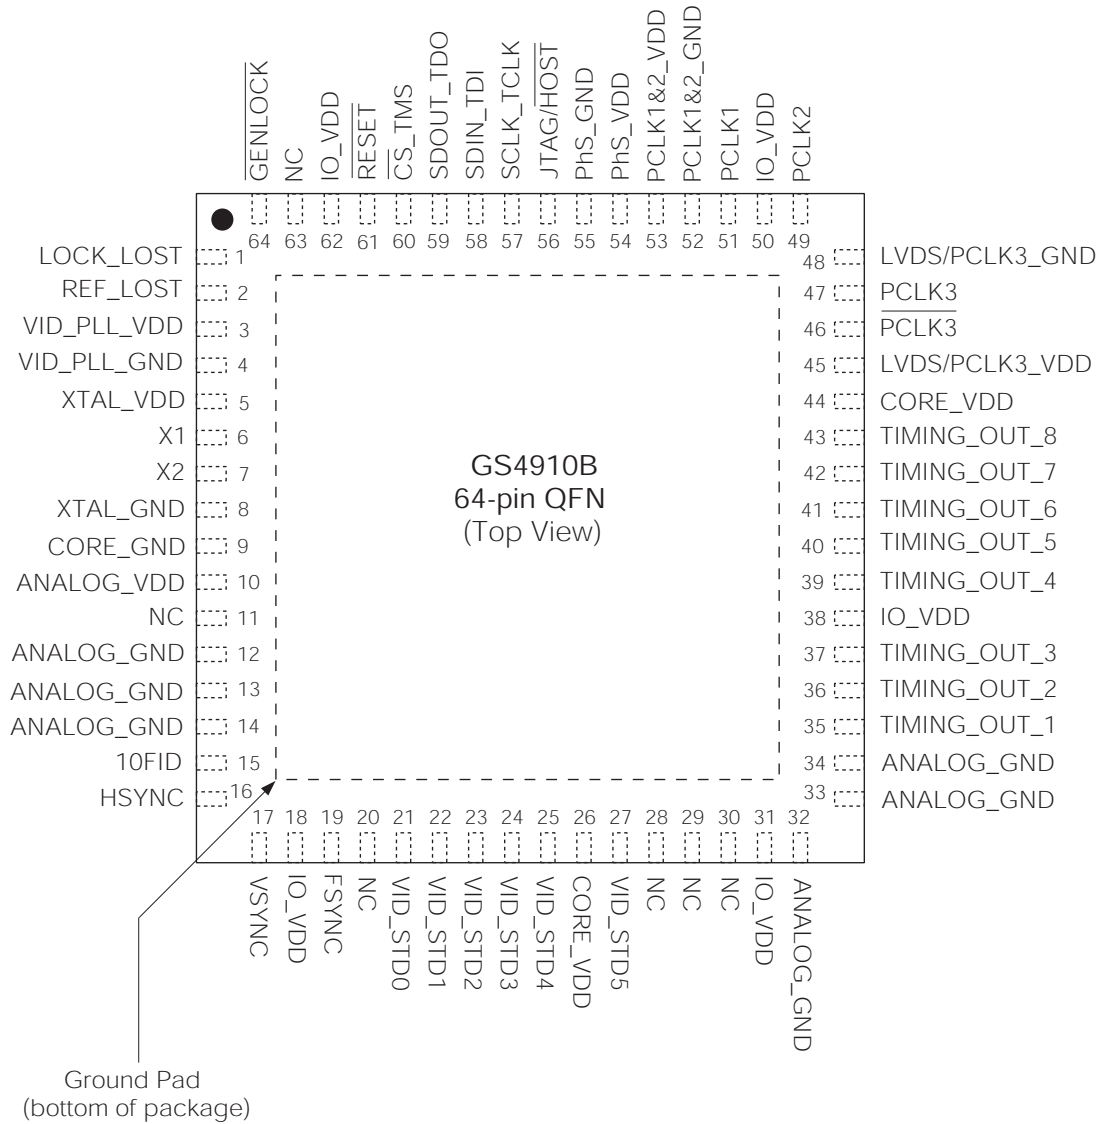 GENLOCK
NC
IO_VDD
RESET
CS_TMS
SDOUT_TDO
SDIN_TDI
SCLK_TCLK
JTAG/HOST
PhS_GND
PhS_VDD
PCLK1&2_VDD
PCLK1&2_GND
PCLK1
IO_VDD
PCLK2
64 63 62 61 60 59 58 57 56 55 54 53 52 51 50 49
LOCK_LOST 1
REF_LOST 2
VID_PLL_VDD 3
VID_PLL_GND 4
XTAL_VDD 5
X1 6
X2 7
XTAL_GND 8
CORE_GND 9
ANALOG_VDD 10
NC 11
ANALOG_GND 12
ANALOG_GND 13
ANALOG_GND 14
10FID 15
HSYNC 16
GS4910B
64-pin QFN
(Top View)
48 LVDS/PCLK3_GND
47 PCLK3
46 PCLK3
45 LVDS/PCLK3_VDD
44 CORE_VDD
43 TIMING_OUT_8
42 TIMING_OUT_7
41 TIMING_OUT_6
40 TIMING_OUT_5
39 TIMING_OUT_4
38 IO_VDD
37 TIMING_OUT_3
36 TIMING_OUT_2
35 TIMING_OUT_1
34 ANALOG_GND
33 ANALOG_GND
17 18 19 20 21 22 23 24 25 26 27 28 29 30 31 32
VSYNC
IO_VDD
FSYNC
NC
VID_STD0
VID_STD1
VID_STD2
VID_STD3
VID_STD4
CORE_VDD
VID_STD5
NC
NC
NC
IO_VDD
ANALOG_GND
Ground Pad
(bottom of package)